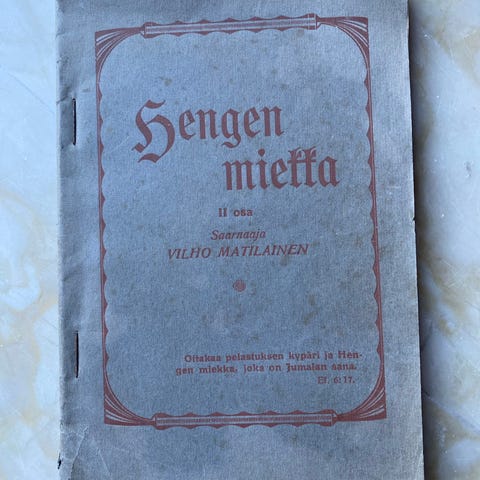 Hengen
miekka
II osa
Saarnaaja
VILHO MATILAINEN
Ottakaa pelastuksen kypäri ja Hen-
gen miekka, joka on Jumalan sana.
Ef. 6:17.